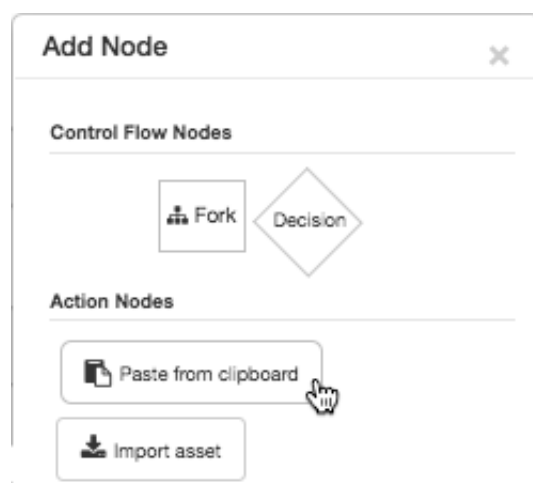 Add Node
Control Flow Nodes
Fork
Decision
Action Nodes
Paste from clipboard
Import asset